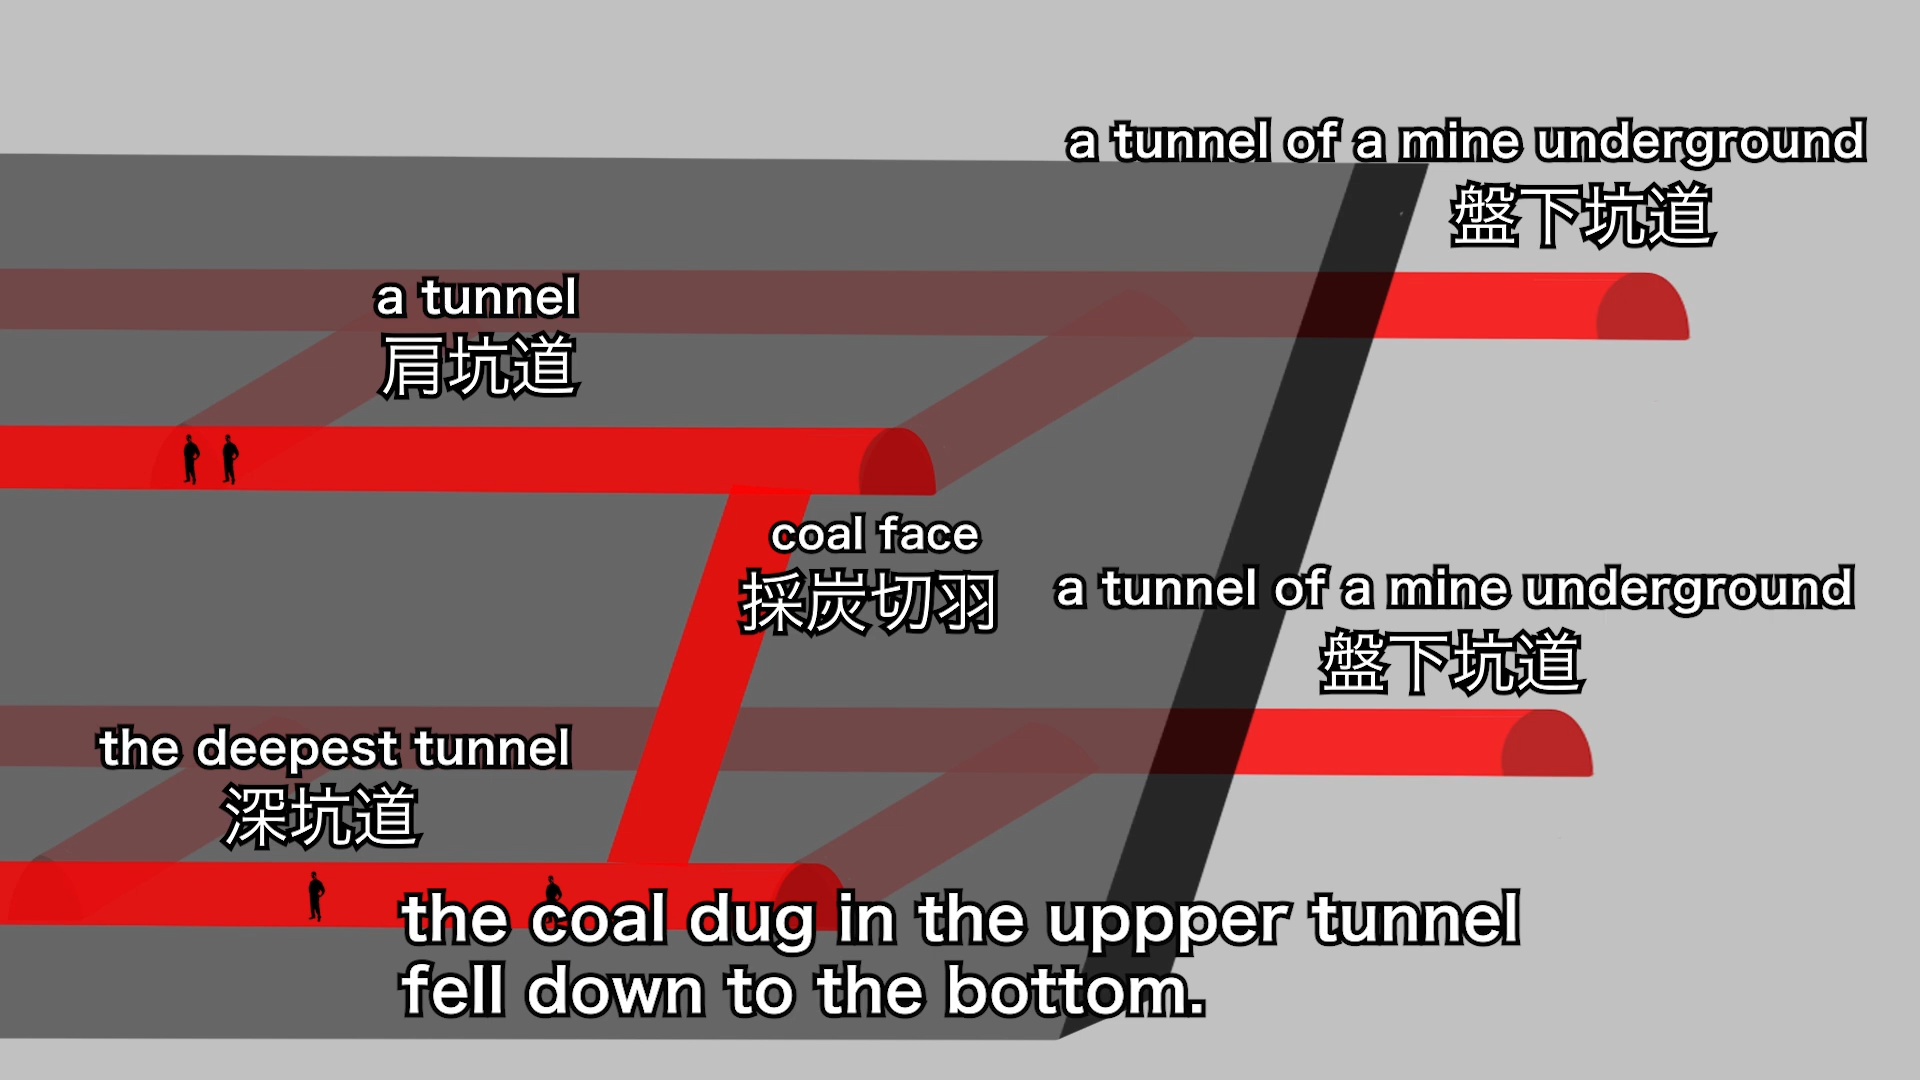 a tunnel of a mine underground
盤下坑道
a tunnel
肩坑道
coal face
採炭切羽
a tunnel of a mine underground
盤下坑道
the deepest tunnel
深坑道
the coal dug in the uppper tunnel
fell down to the bottom.